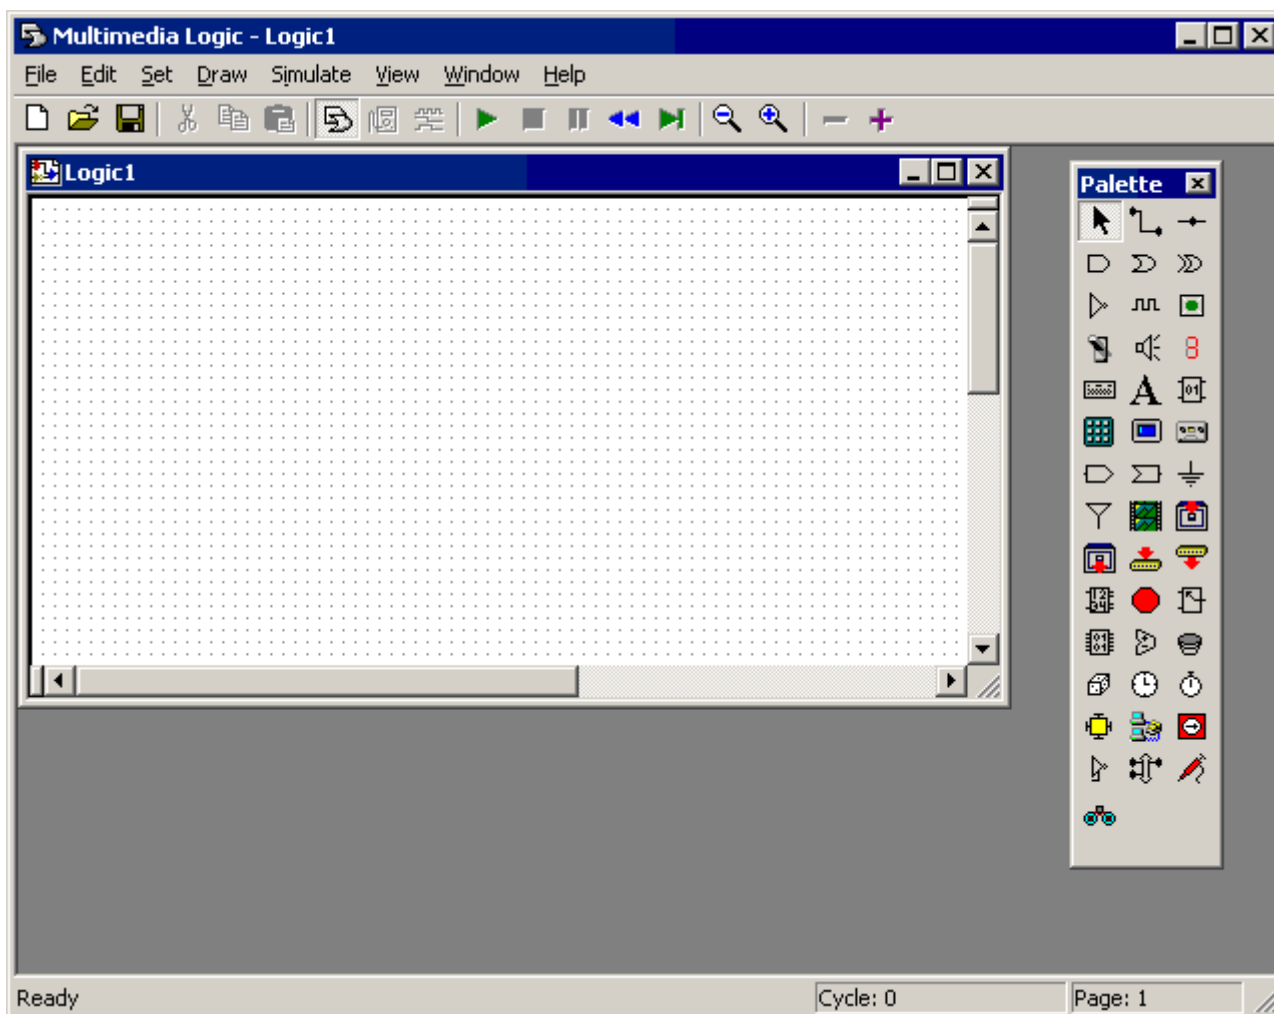 Multimedia Logic - Logic1
File Edit Set Draw Simulate View Window Help
Logic1
Palette
A
8
Ready
Cycle: 0
Page: 1